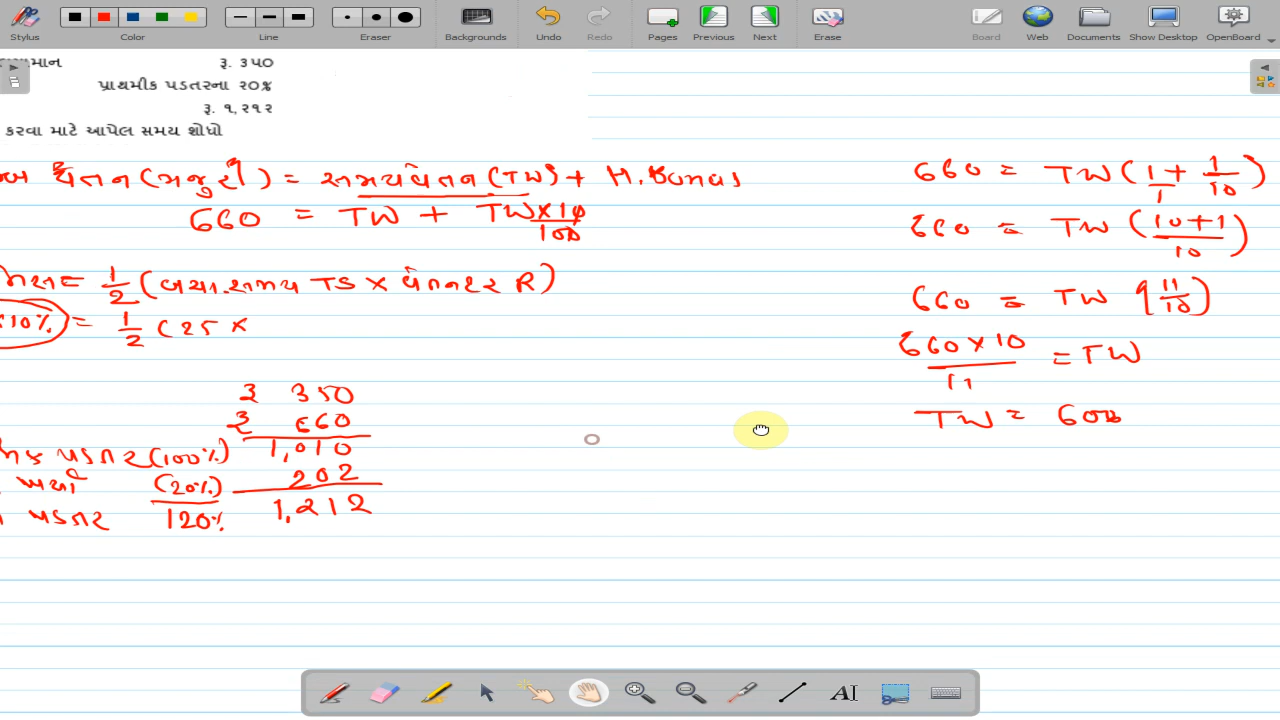 Stylus Color Line Eraser Backgrounds Undo Redo Pages Previous Next Erase Board Web Documents Show Desktop OpenBoard
રૂ. ૩૫૦
પ્રાથમીક પડતરના ૨૦%
રૂ. ૧,૨૧૨
કરવા માટે આપેલ સમય શોધો
વેતન (મજુરી) = સમયવેતન (TW) + H.Bonus
660 = TW + TW×10/100
= 1/2 (બચા.સમય TS × વેતનદર R)
10% = 1/2 (25 ×
૨ 350
૨ 660
પડતર (100%) 1,010
ખર્ચા (20%) 202
પડતર 120% 1,212
660 = TW (1/1 + 1/10)
660 = TW (10+1/10)
660 = TW (11/10)
660×10/11 = TW
TW = 600